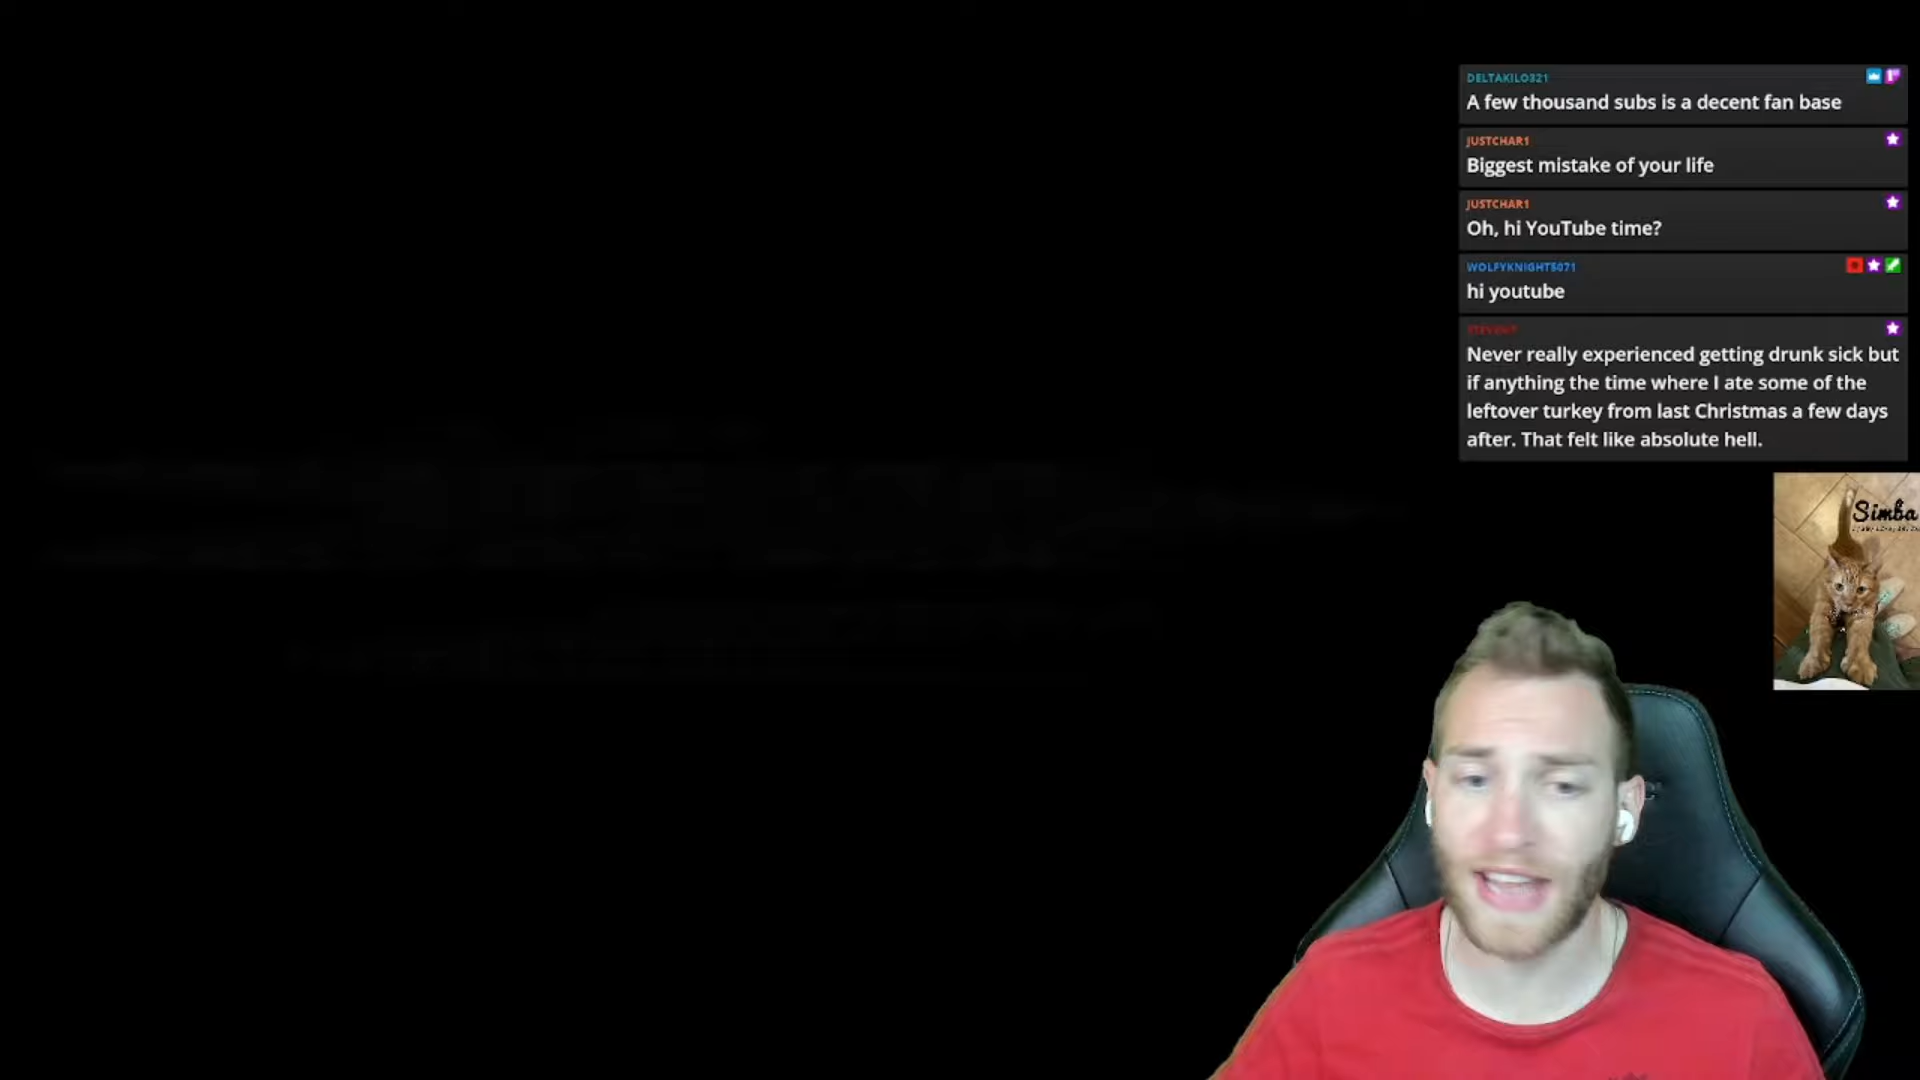 DELTAKILO321
A few thousand subs is a decent fan base
JUSTCHAR1
Biggest mistake of your life
JUSTCHAR1
Oh, hi YouTube time?
WOLFYKNIGHT5071
hi youtube
Never really experienced getting drunk sick but
if anything the time where I ate some of the
leftover turkey from last Christmas a few days
after. That felt like absolute hell.
Simba